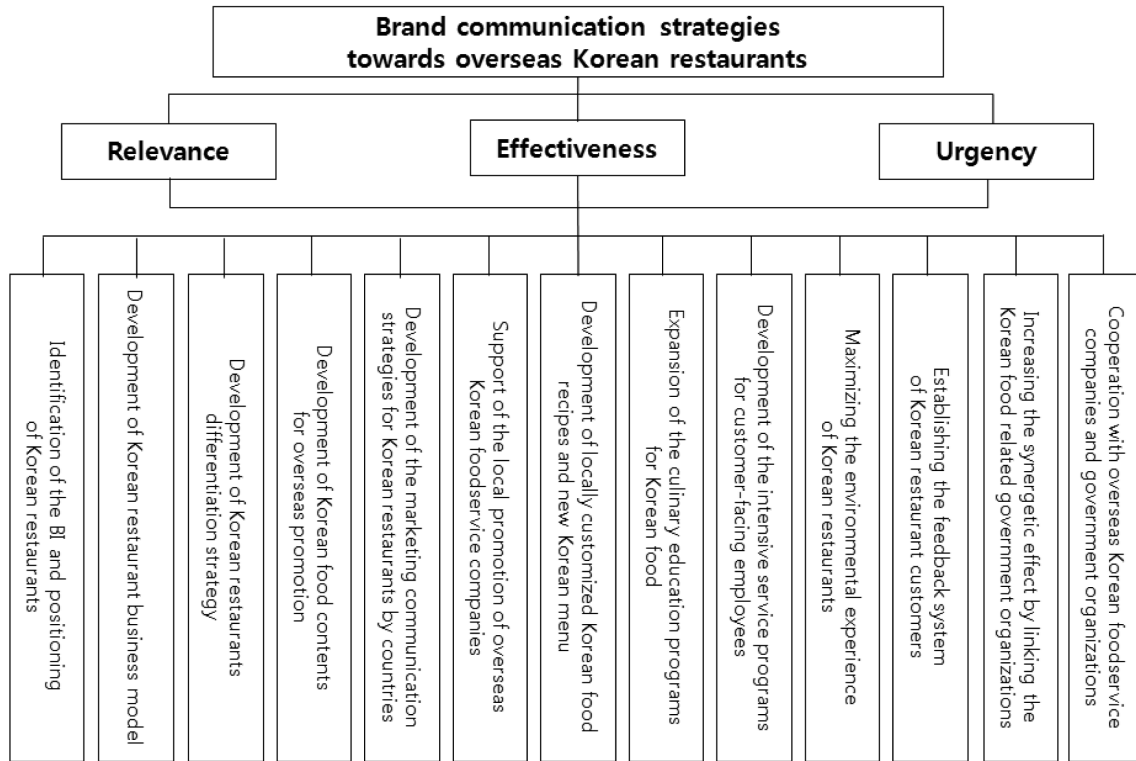 Brand communication strategies
towards overseas Korean restaurants
Relevance
Effectiveness
Urgency
Identification of the BI and positioning
of Korean restaurants
Development of Korean restaurant business model
Development of Korean restaurants
differentiation strategy
Development of Korean food contents
for overseas promotion
Development of the marketing communication
strategies for Korean restaurants by countries
Support of the local promotion of overseas
Korean foodservice companies
Development of locally customized Korean food
recipes and new Korean menu
Expansion of the culinary education programs
for Korean food
Development of the intensive service programs
for customer-facing employees
Maximizing the environmental experience
of Korean restaurants
Establishing the feedback system
of Korean restaurant customers
Increasing the synergetic effect by linking the
Korean food related government organizations
Cooperation with overseas Korean foodservice
companies and government organizations